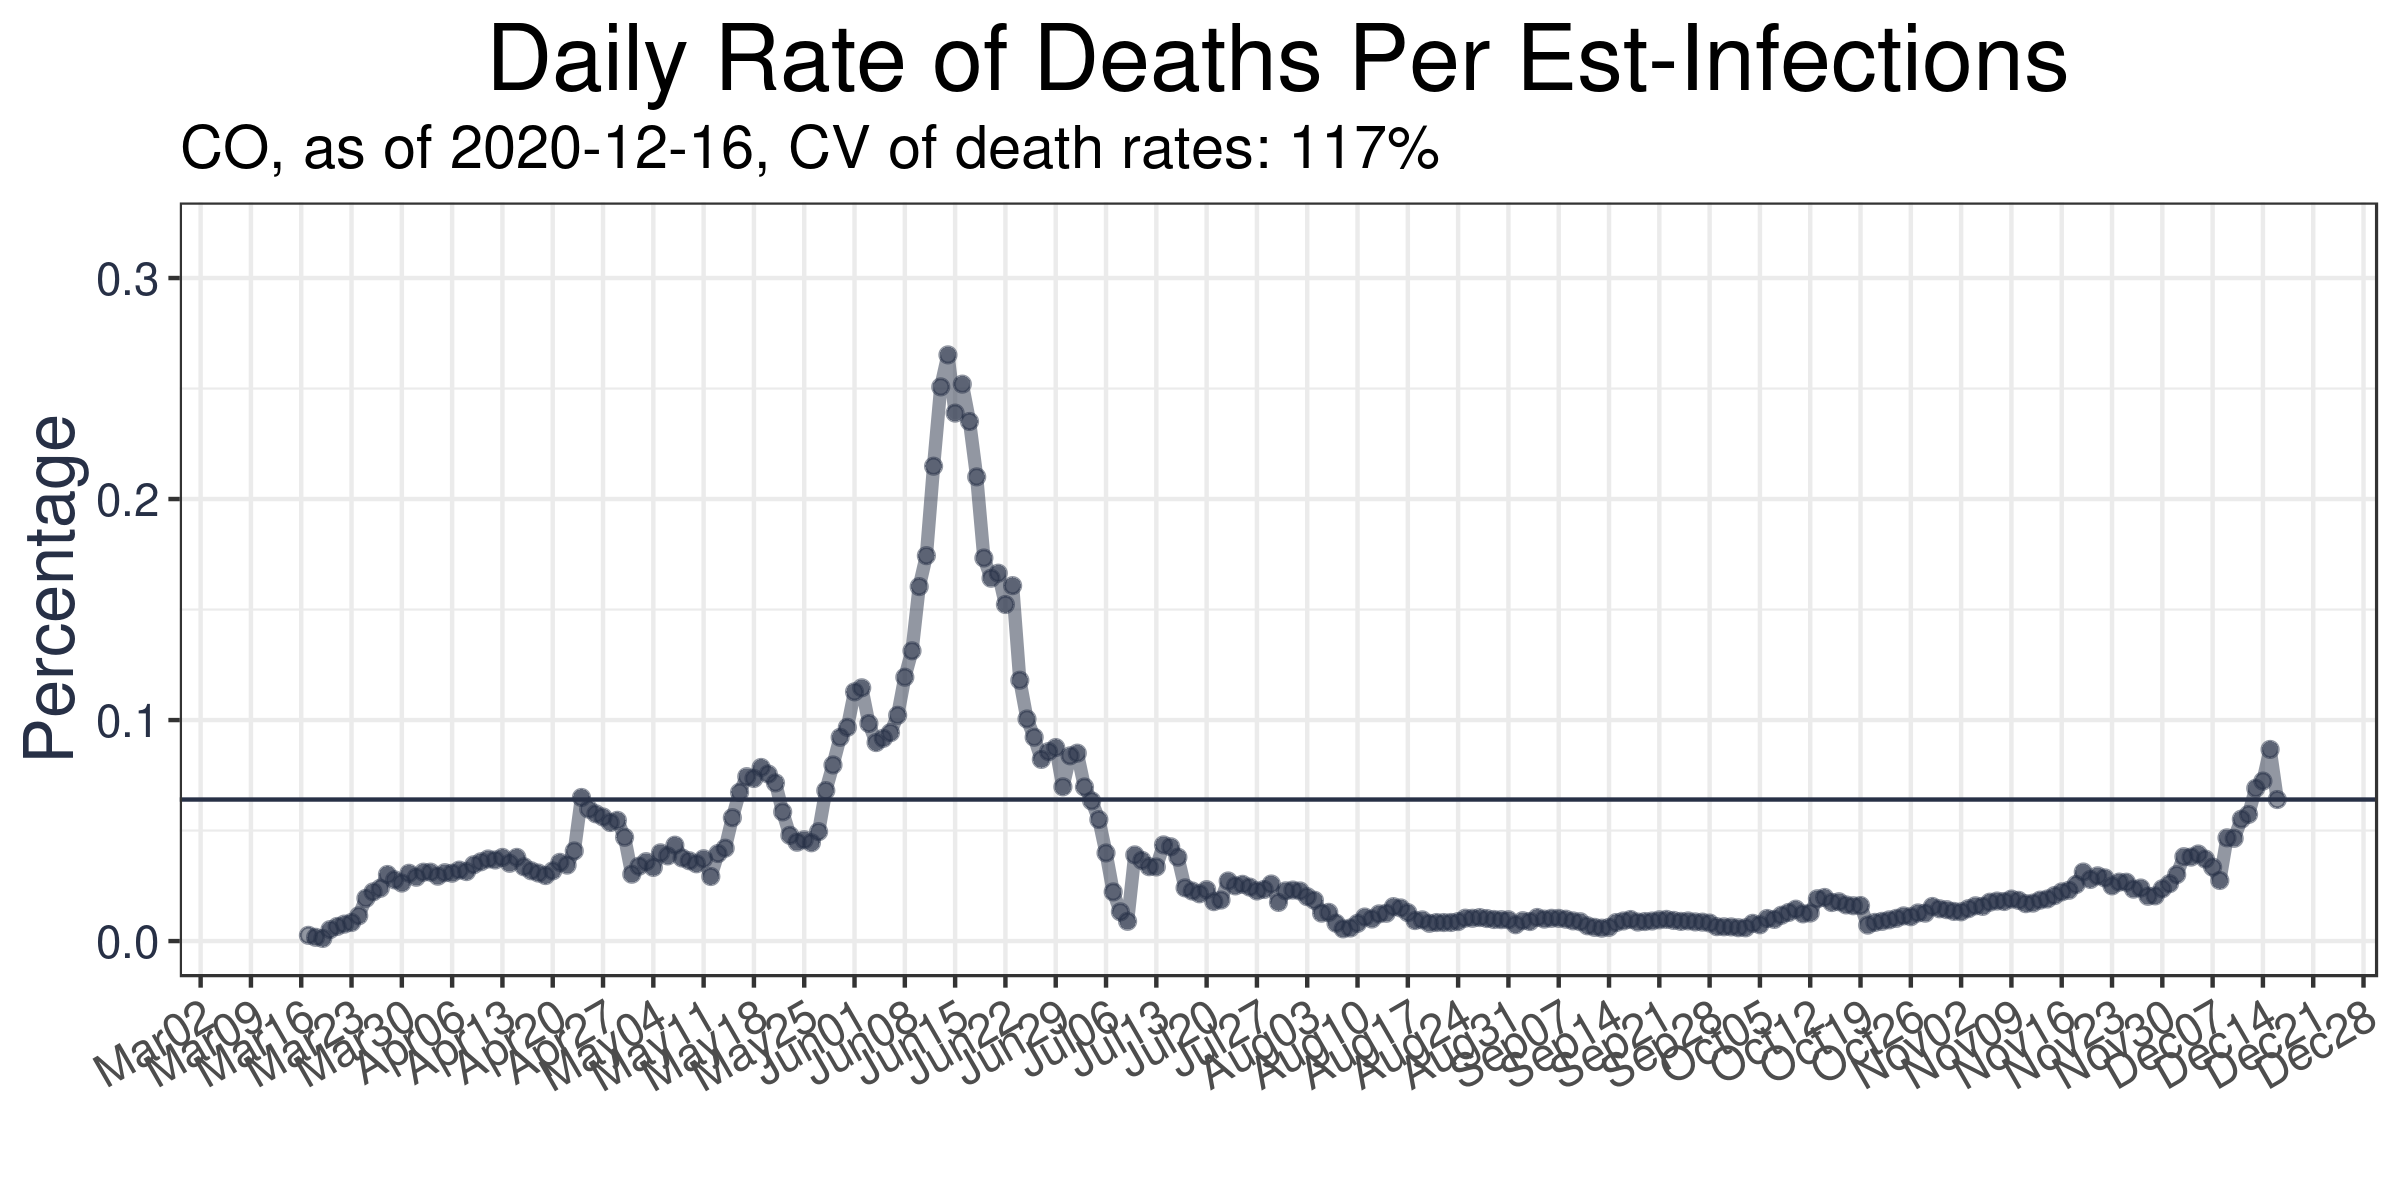 Daily Rate of Deaths Per Est-Infections
CO, as of 2020-12-16, CV of death rates: 117%
Percentage
0.3
0.2
0.1
0.0
Mar02 Mar09 Mar16 Mar23 Mar30 Apr06 Apr13 Apr20 Apr27 May04 May11 May18 May25 Jun01 Jun08 Jun15 Jun22 Jun29 Jul06 Jul13 Jul20 Jul27 Aug03 Aug10 Aug17 Aug24 Aug31 Sep07 Sep14 Sep21 Sep28 Oct05 Oct12 Oct19 Oct26 Nov02 Nov09 Nov16 Nov23 Nov30 Dec07 Dec14 Dec21 Dec28